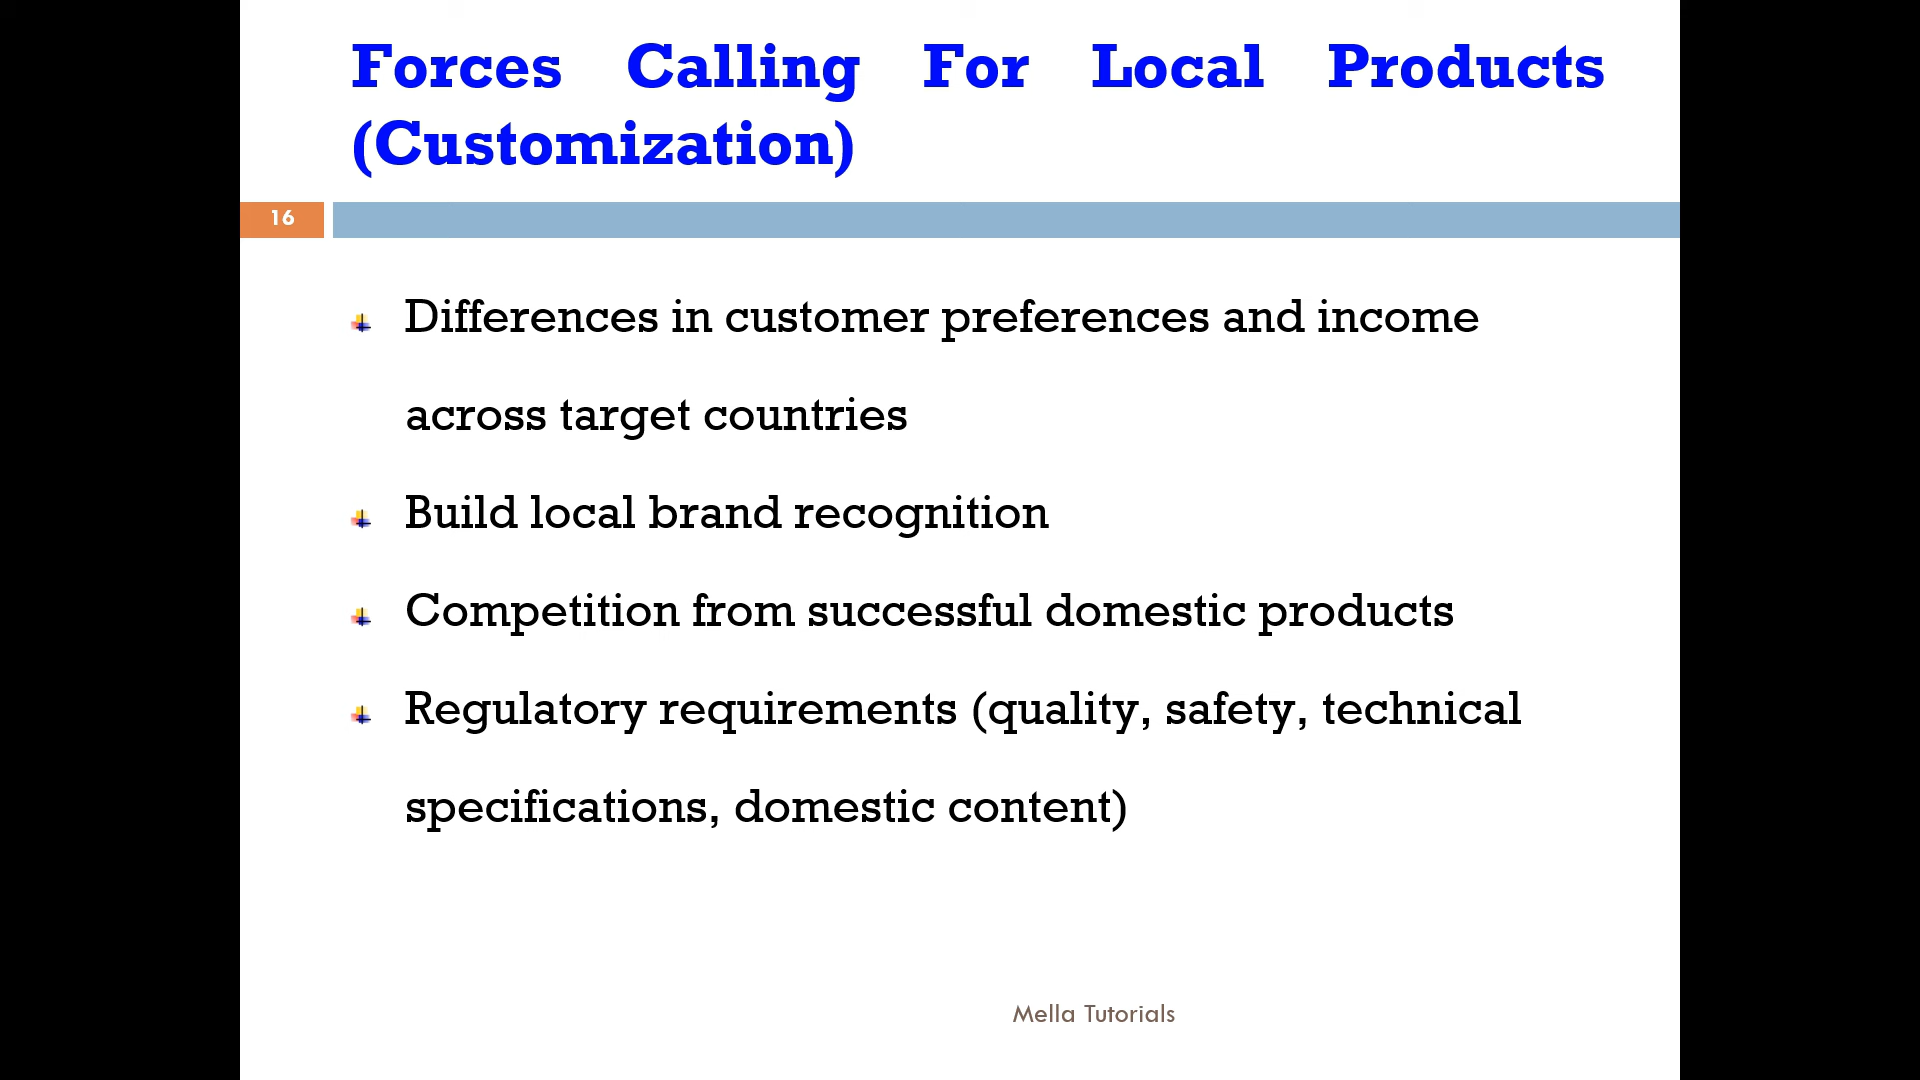 Forces Calling For Local Products
(Customization)
16
Differences in customer preferences and income
across target countries
Build local brand recognition
Competition from successful domestic products
Regulatory requirements (quality, safety, technical
specifications, domestic content)
Mella Tutorials